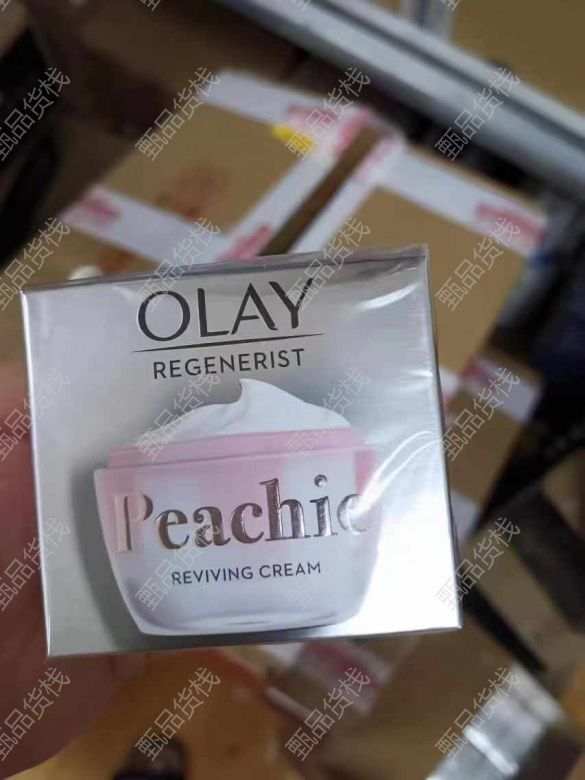 OLAY
REGENERIST
Peachic
REVIVING CREAM
甄品货栈